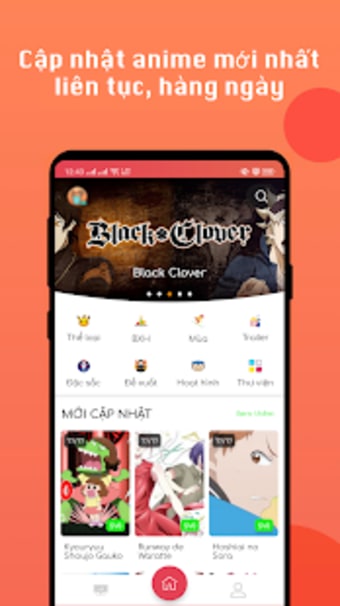 Cập nhật anime mới nhất
liên tục, hàng ngày
12:40
Black Clover
Black Clover
Thể loại
BXH
Mùa
Trailer
Đặc sắc
Đề xuất
Hoạt hình
Thư viện
MỚI CẬP NHẬT
Xem thêm
Kyouryuu
Shoujo Gauko
Runway de
Waratte
Hoshiai no
Sora